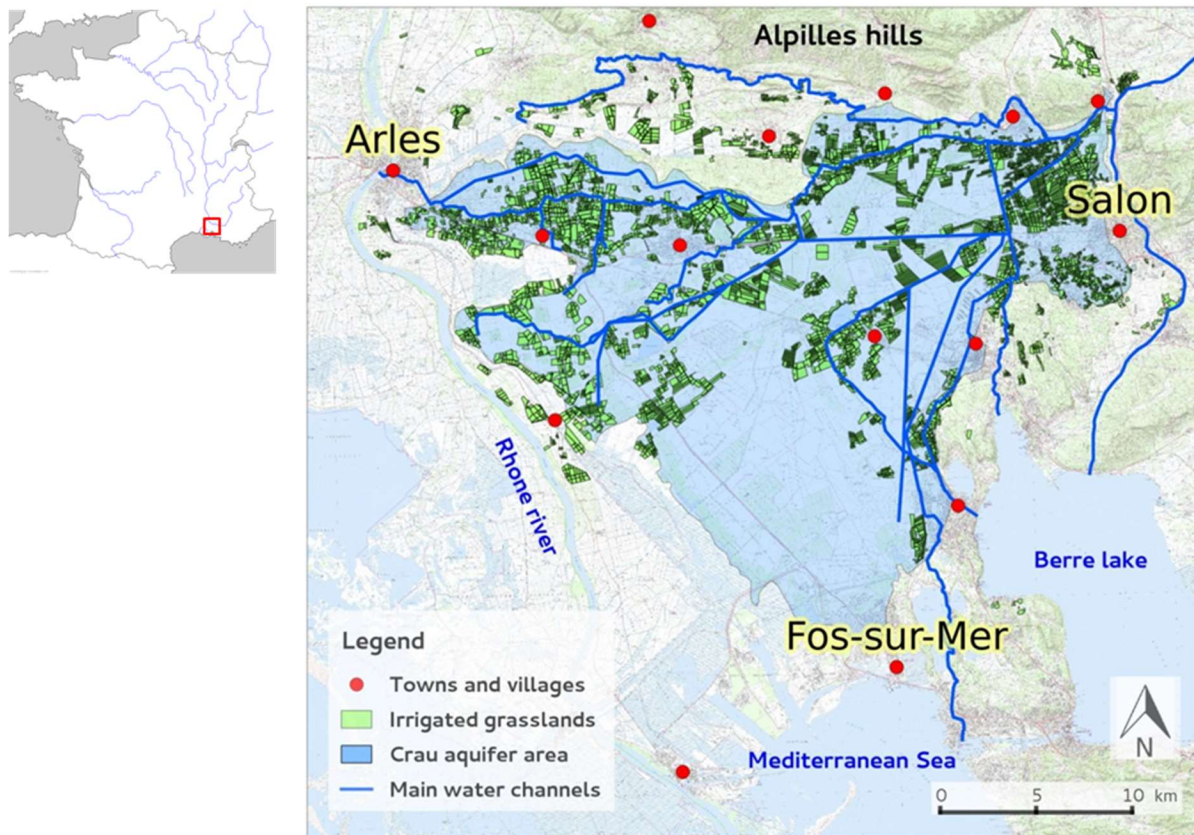 Alpilles hills
Arles
Salon
Rhone river
Berre lake
Fos-sur-Mer
Legend
Towns and villages
Irrigated grasslands
Crau aquifer area
Main water channels
Mediterranean Sea
N
0 5 10 km